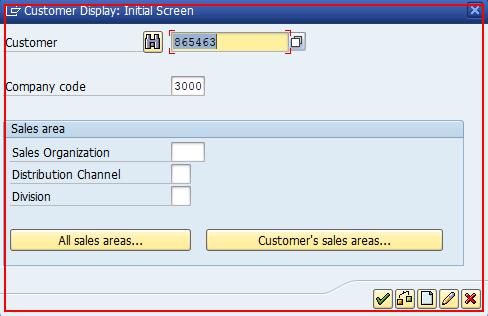 Customer Display: Initial Screen
Customer 865463
Company code 3000
Sales area
Sales Organization
Distribution Channel
Division
All sales areas... Customer's sales areas...